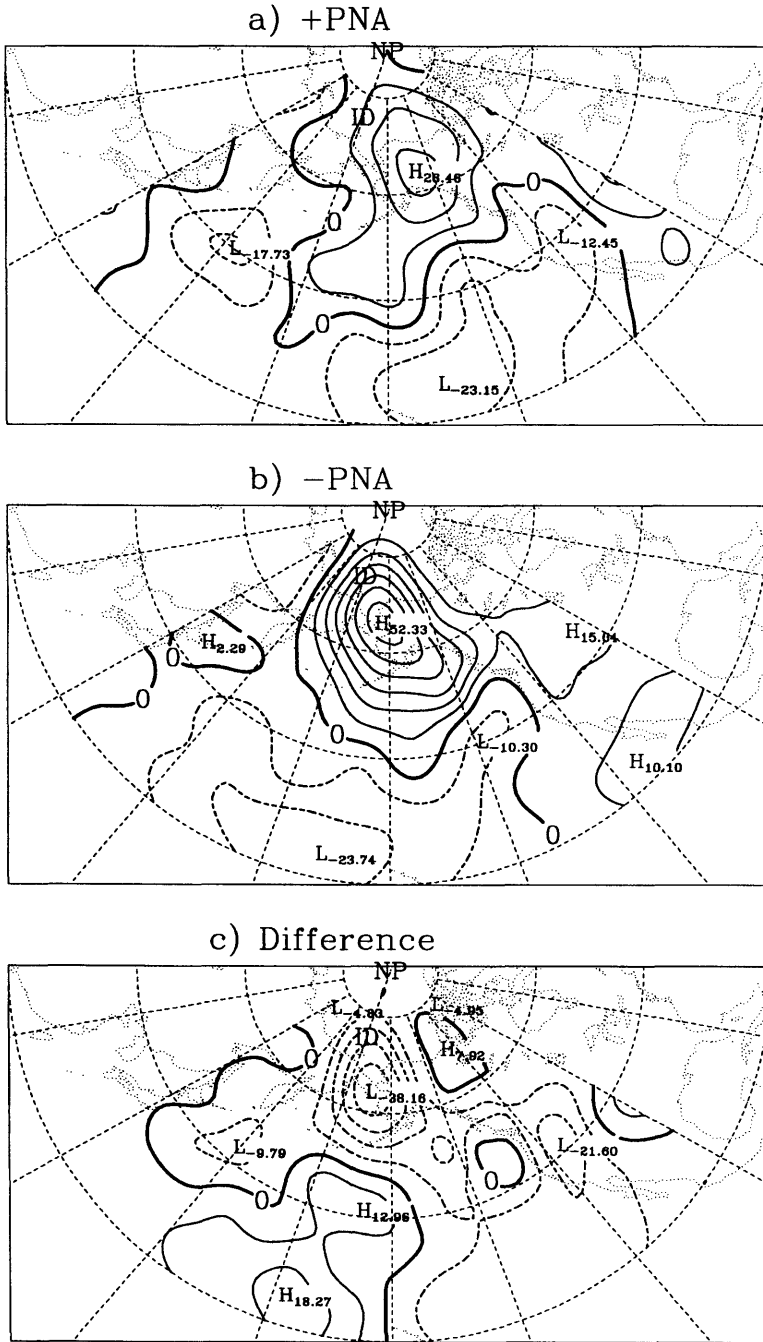 a) +PNA
NP
ID
H26.46
0
0
L-17.73
L-12.45
0
L-23.15
b) -PNA
NP
ID
H52.33
H2.29
0
H15.04
0
0
L-10.30
H10.10
0
L-23.74
c) Difference
NP
L-4.83
L-4.95
ID
0
H7.92
L-38.16
L-9.79
L-21.60
0
0
H12.96
H18.27